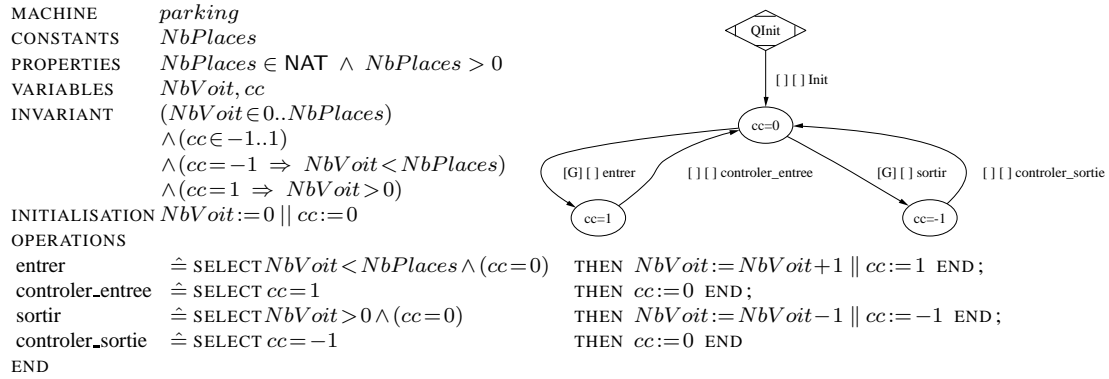 MACHINE parking
CONSTANTS NbPlaces
PROPERTIES NbPlaces ∈ NAT ∧ NbPlaces > 0
VARIABLES NbVoit, cc
INVARIANT (NbVoit∈0..NbPlaces)
∧(cc∈−1..1)
∧(cc=−1 ⇒ NbVoit<NbPlaces)
∧(cc=1 ⇒ NbVoit>0)
INITIALISATION NbVoit:=0 || cc:=0
OPERATIONS
entrer ≙ SELECT NbVoit<NbPlaces∧(cc=0) THEN NbVoit:=NbVoit+1 ‖ cc:=1 END;
controler_entree ≙ SELECT cc=1 THEN cc:=0 END;
sortir ≙ SELECT NbVoit>0∧(cc=0) THEN NbVoit:=NbVoit−1 ‖ cc:=−1 END;
controler_sortie ≙ SELECT cc=−1 THEN cc:=0 END
END
QInit
[ ] [ ] Init
cc=0
[G] [ ] entrer
[ ] [ ] controler_entree
[G] [ ] sortir
[ ] [ ] controler_sortie
cc=1
cc=-1